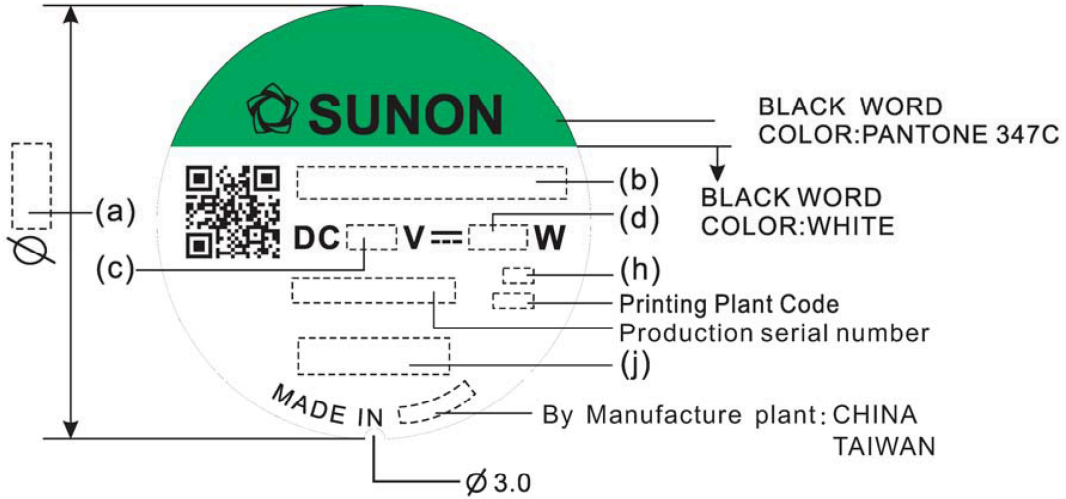 SUNON
BLACK WORD
COLOR:PANTONE 347C
BLACK WORD
COLOR:WHITE
(a)
Ø
(b)
(d)
DC V⎓ W
(c)
(h)
Printing Plant Code
Production serial number
(j)
MADE IN
By Manufacture plant: CHINA
TAIWAN
Ø 3.0